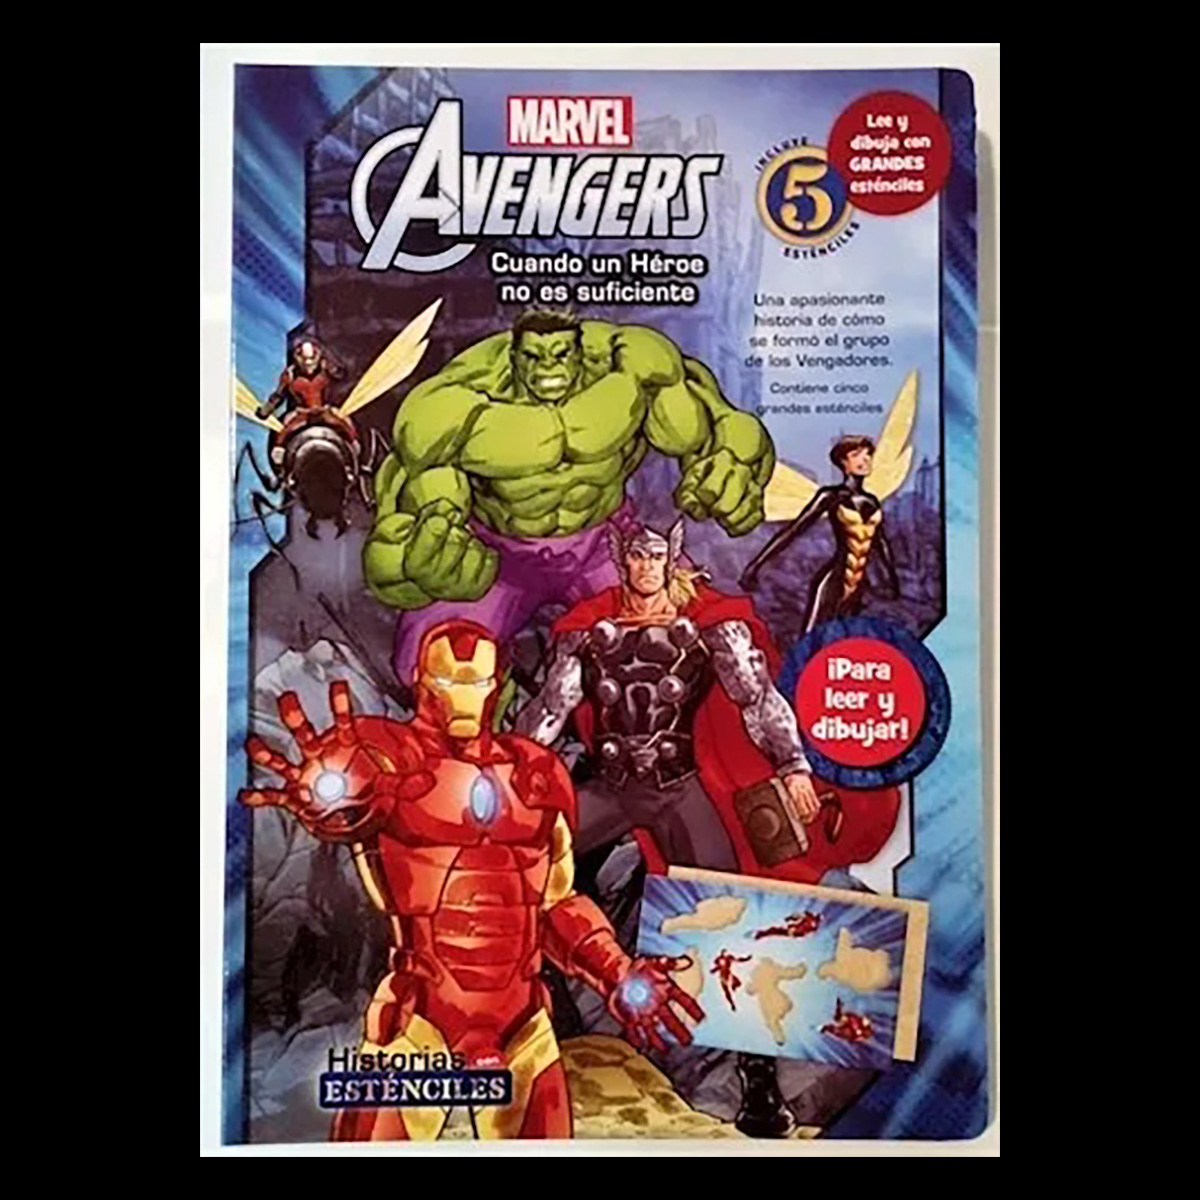 MARVEL
AVENGERS
Cuando un Héroe
no es suficiente
INCLUYE
5
ESTÉNCILES
Lee y
dibuja con
GRANDES
esténciles
Una apasionante
historia de cómo
se formó el grupo
de los Vengadores.
Contiene cinco
grandes esténciles
¡Para
leer y
dibujar!
Historias con
ESTÉNCILES